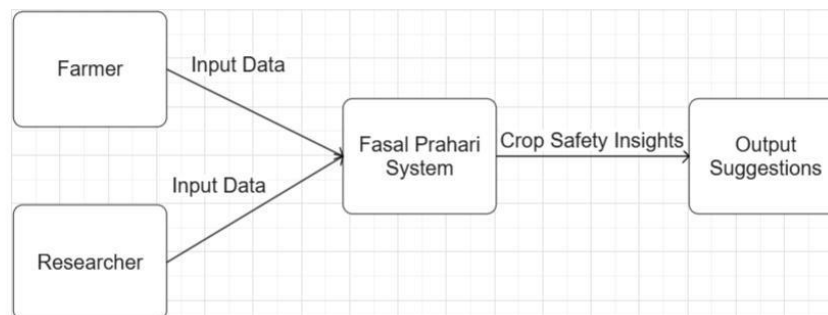 Farmer
Input Data
Fasal Prahari
System
Crop Safety Insights
Output
Suggestions
Input Data
Researcher